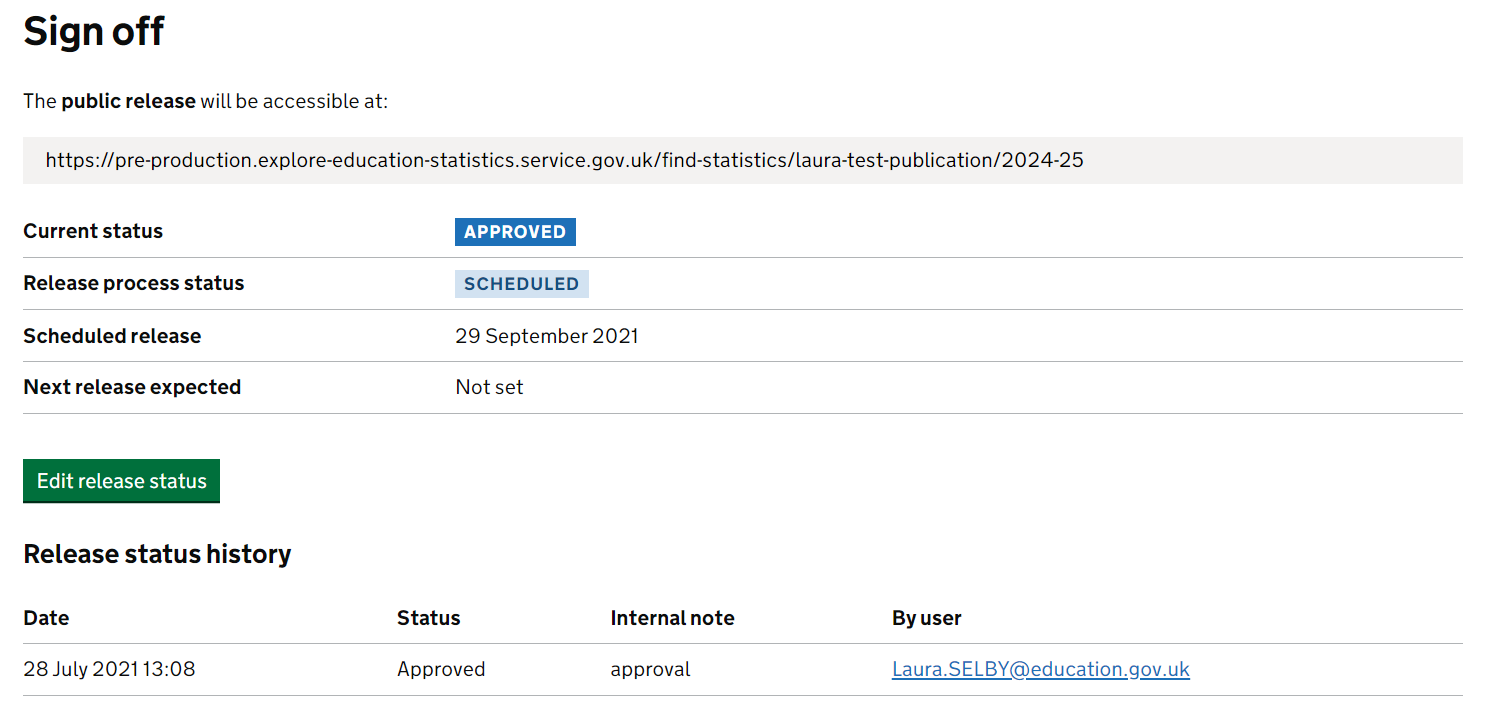 Sign off
The public release will be accessible at:
https://pre-production.explore-education-statistics.service.gov.uk/find-statistics/laura-test-publication/2024-25
Current status APPROVED
Release process status SCHEDULED
Scheduled release 29 September 2021
Next release expected Not set
Edit release status
Release status history
Date Status Internal note By user
28 July 2021 13:08 Approved approval Laura.SELBY@education.gov.uk